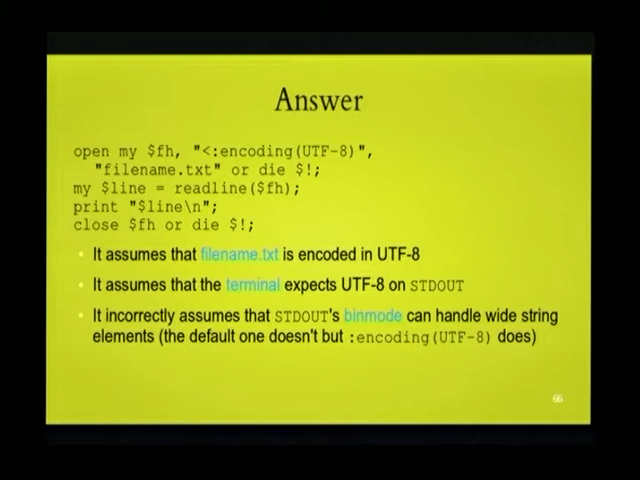 Answer
open my $fh, "<:encoding(UTF-8)",
"filename.txt" or die $!;
my $line = readline($fh);
print "$line\n";
close $fh or die $!;
• It assumes that filename.txt is encoded in UTF-8
• It assumes that the terminal expects UTF-8 on STDOUT
• It incorrectly assumes that STDOUT's binmode can handle wide string
elements (the default one doesn't but :encoding(UTF-8) does)
66